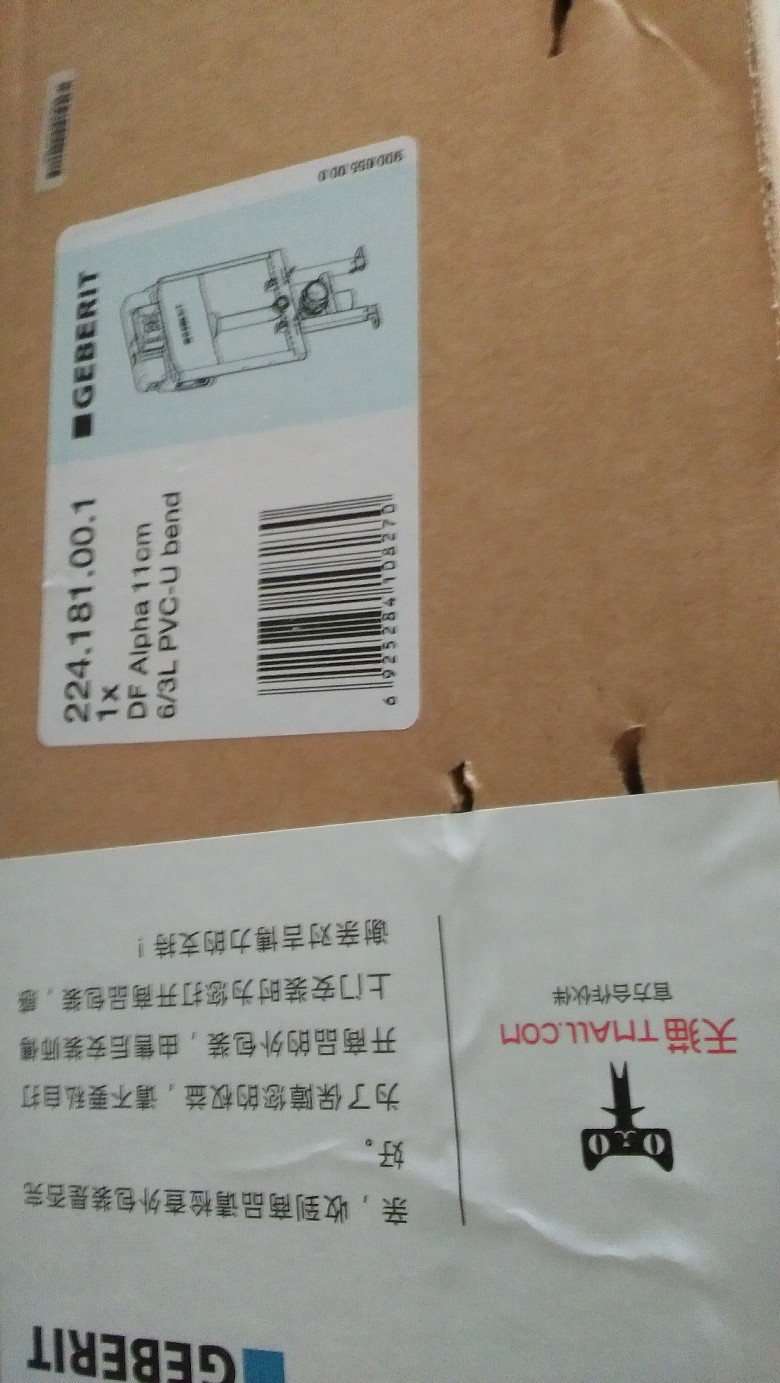 GEBERIT
900.655.00.0
224.181.00.1
1x
DF Alpha 11cm
6/3L PVC-U bend
6 925284 108270
GEBERIT
亲，收到商品请检查外包装是否完
好。
为了保障您的权益，请不要私自打
开商品的外包装，由售后安装师傅
上门安装时为您打开商品包装，感
谢亲对吉博力的支持！
天猫TMALL.COM
官方合作伙伴